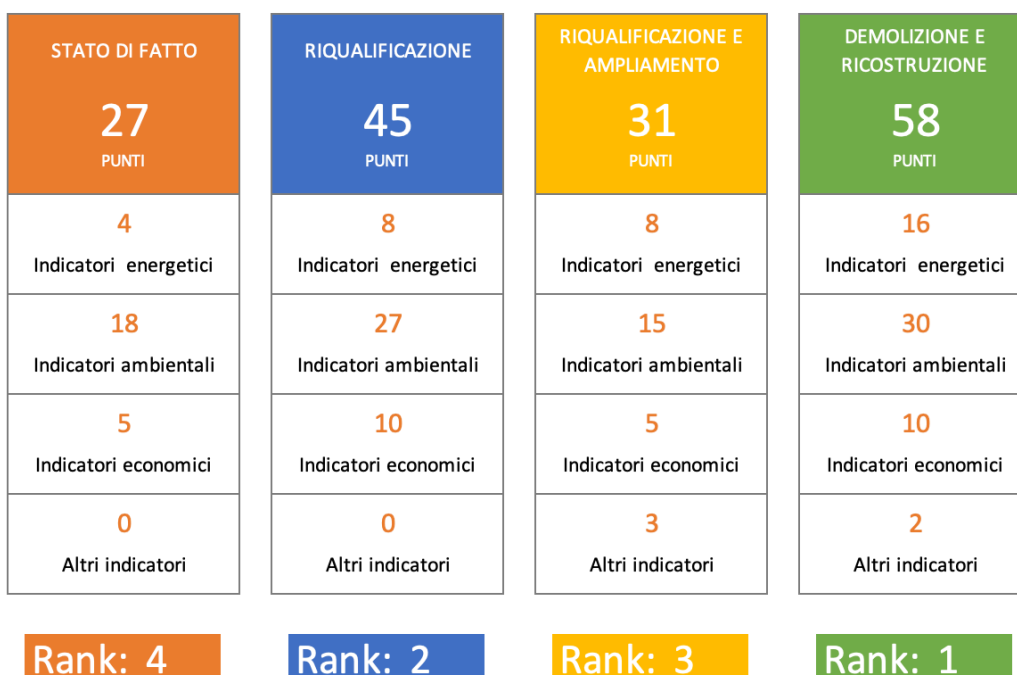 STATO DI FATTO
27
PUNTI
4
Indicatori energetici
18
Indicatori ambientali
5
Indicatori economici
0
Altri indicatori
Rank: 4
RIQUALIFICAZIONE
45
PUNTI
8
Indicatori energetici
27
Indicatori ambientali
10
Indicatori economici
0
Altri indicatori
Rank: 2
RIQUALIFICAZIONE E
AMPLIAMENTO
31
PUNTI
8
Indicatori energetici
15
Indicatori ambientali
5
Indicatori economici
3
Altri indicatori
Rank: 3
DEMOLIZIONE E
RICOSTRUZIONE
58
PUNTI
16
Indicatori energetici
30
Indicatori ambientali
10
Indicatori economici
2
Altri indicatori
Rank: 1